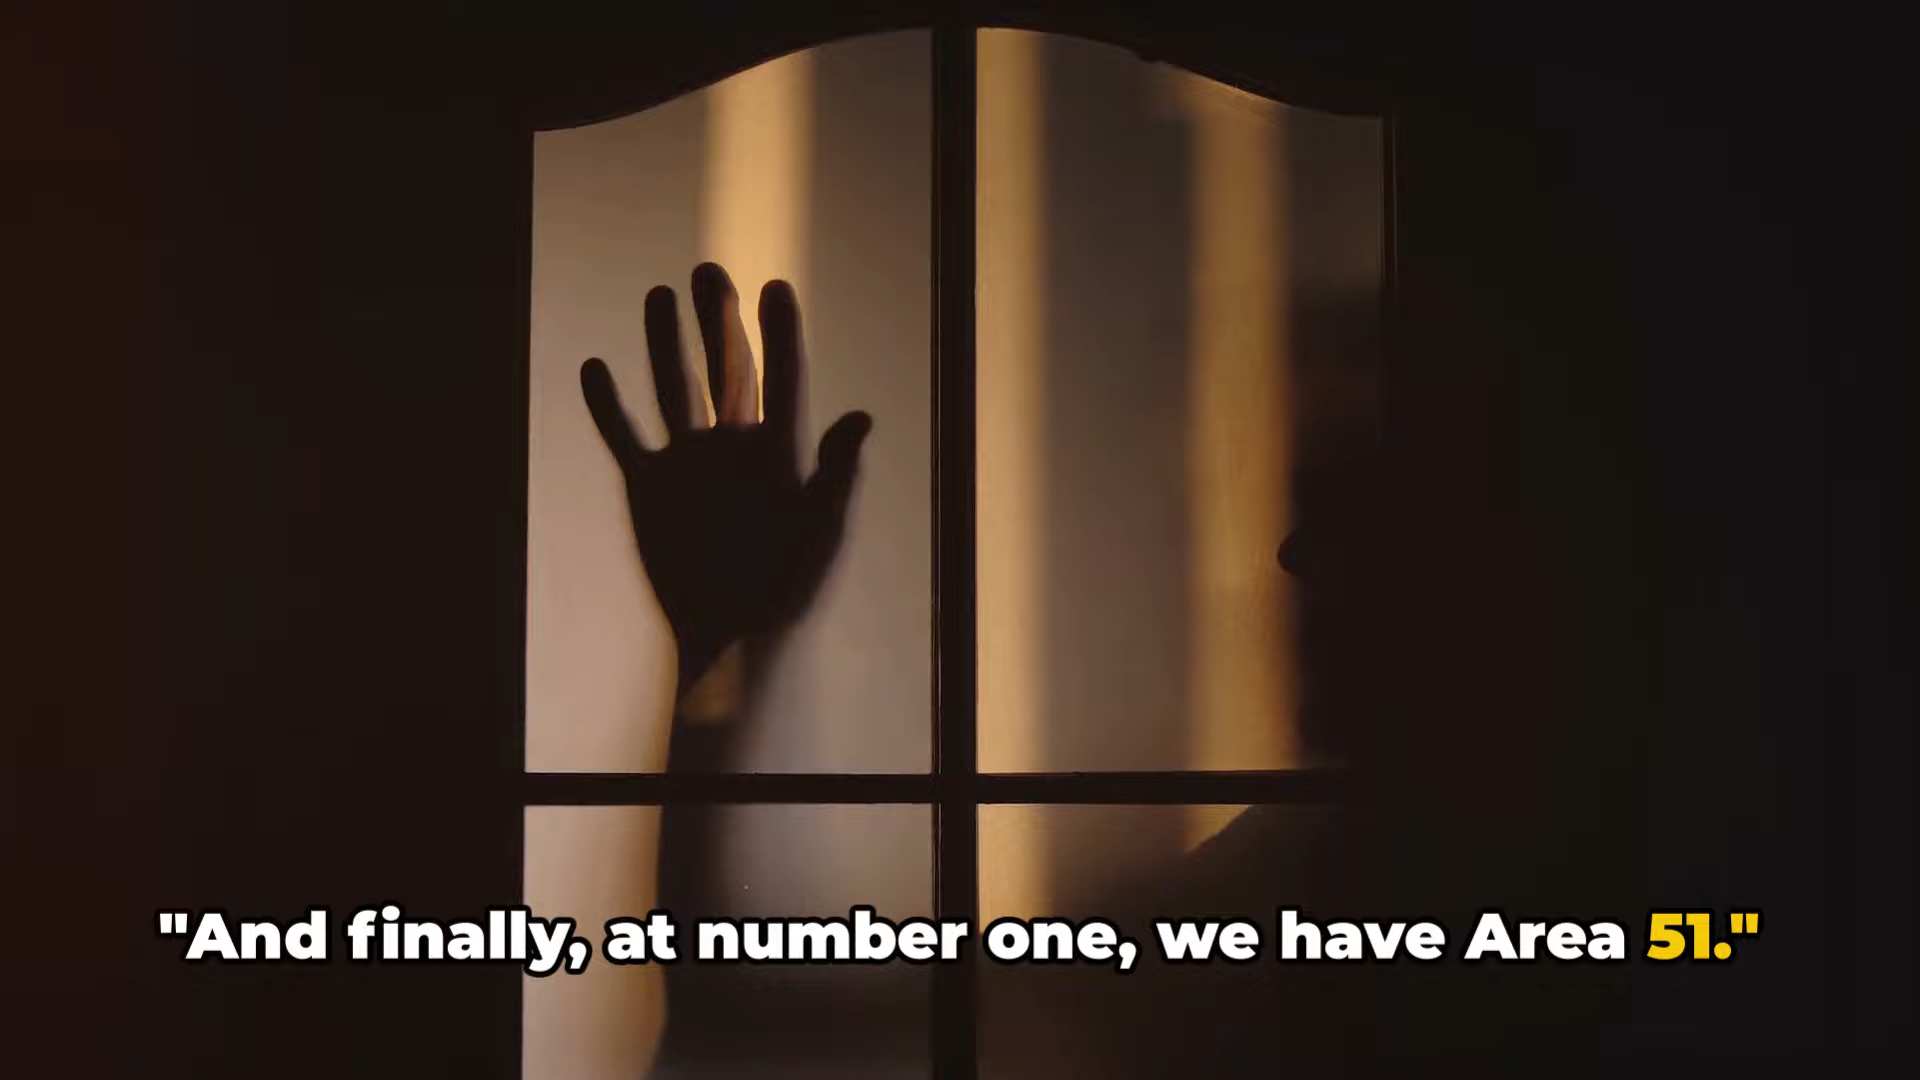 "And finally, at number one, we have Area 51."